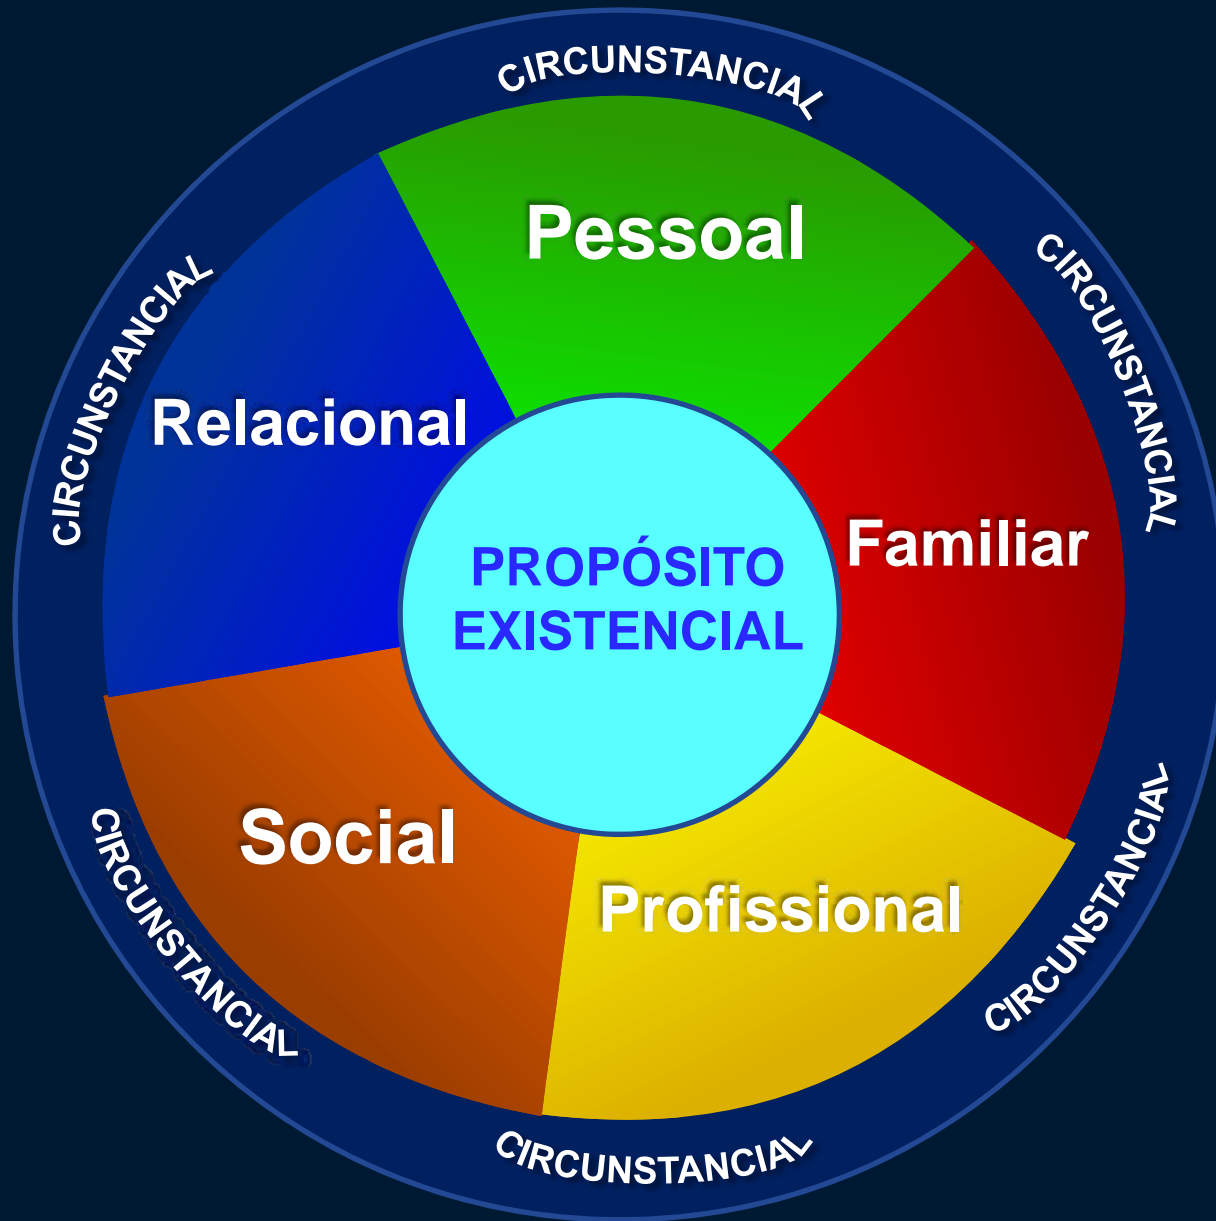 CIRCUNSTANCIAL
Pessoal
CIRCUNSTANCIAL
CIRCUNSTANCIAL
Relacional
Familiar
PROPÓSITO
EXISTENCIAL
Social
Profissional
CIRCUNSTANCIAL
CIRCUNSTANCIAL
CIRCUNSTANCIAL